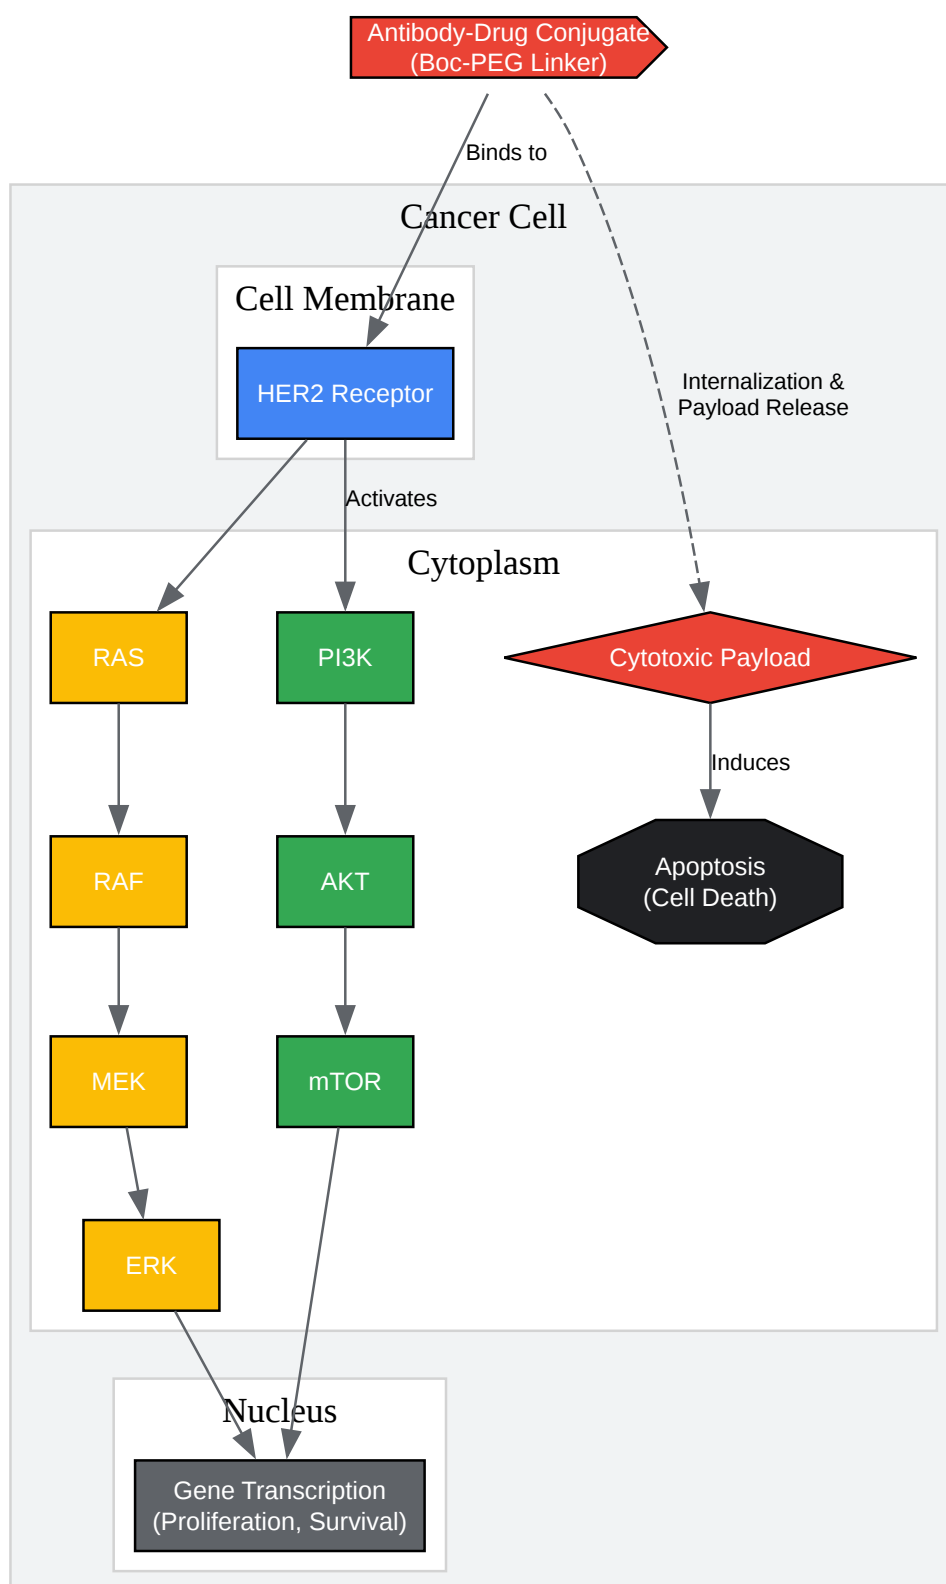 Antibody-Drug Conjugate
(Boc-PEG Linker)
Binds to
Cancer Cell
Cell Membrane
HER2 Receptor
Internalization &
Payload Release
Activates
Cytoplasm
RAS
PI3K
Cytotoxic Payload
Induces
RAF
AKT
Apoptosis
(Cell Death)
MEK
mTOR
ERK
Nucleus
Gene Transcription
(Proliferation, Survival)